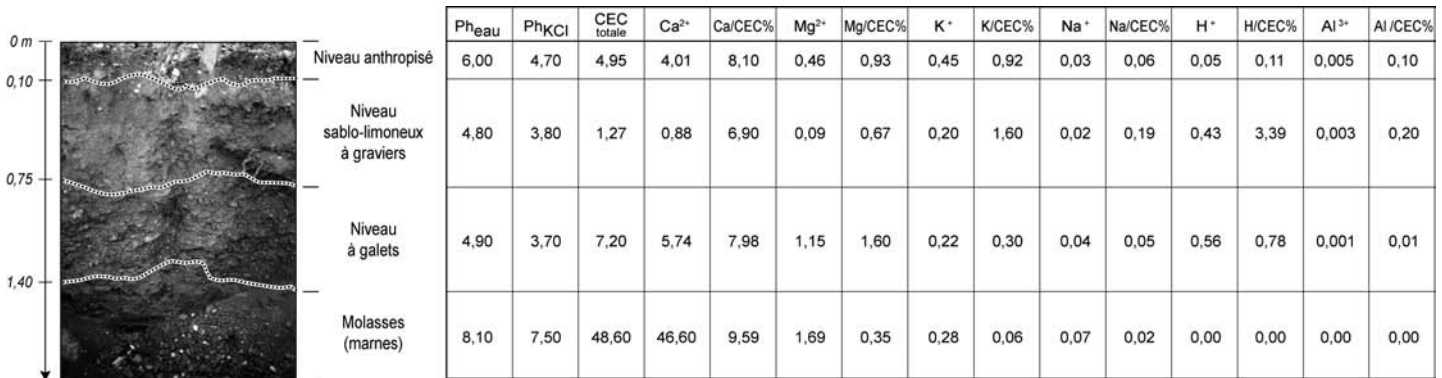 Ph eau Ph KCl CEC totale Ca²⁺ Ca/CEC% Mg²⁺ Mg/CEC% K⁺ K/CEC% Na⁺ Na/CEC% H⁺ H/CEC% Al³⁺ Al/CEC%
0 m
Niveau anthropisé 6,00 4,70 4,95 4,01 8,10 0,46 0,93 0,45 0,92 0,03 0,06 0,05 0,11 0,005 0,10
0,10
Niveau
sablo-limoneux 4,80 3,80 1,27 0,88 6,90 0,09 0,67 0,20 1,60 0,02 0,19 0,43 3,39 0,003 0,20
à graviers
0,75
Niveau
à galets 4,90 3,70 7,20 5,74 7,98 1,15 1,60 0,22 0,30 0,04 0,05 0,56 0,78 0,001 0,01
1,40
Molasses
(marnes) 8,10 7,50 48,60 46,60 9,59 1,69 0,35 0,28 0,06 0,07 0,02 0,00 0,00 0,00 0,00